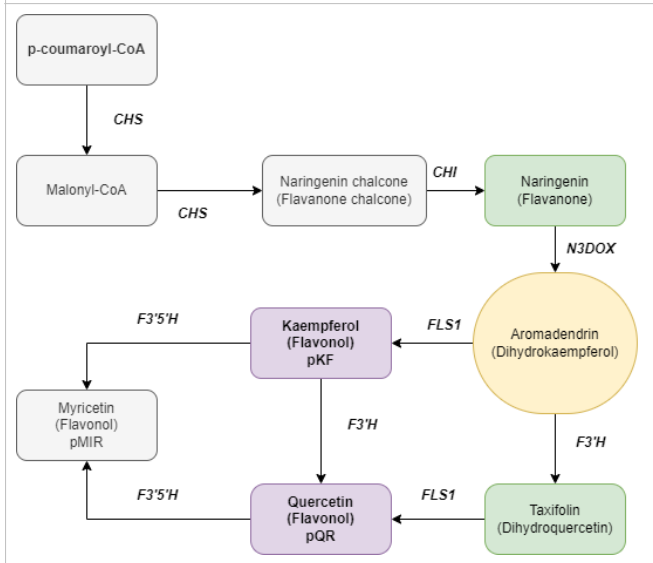 p-coumaroyl-CoA
CHS
Malonyl-CoA
CHS
Naringenin chalcone
(Flavanone chalcone)
CHI
Naringenin
(Flavanone)
N3DOX
Aromadendrin
(Dihydrokaempferol)
FLS1
Kaempferol
(Flavonol)
pKF
F3'5'H
Myricetin
(Flavonol)
pMIR
F3'H
F3'H
Taxifolin
(Dihydroquercetin)
FLS1
Quercetin
(Flavonol)
pQR
F3'5'H